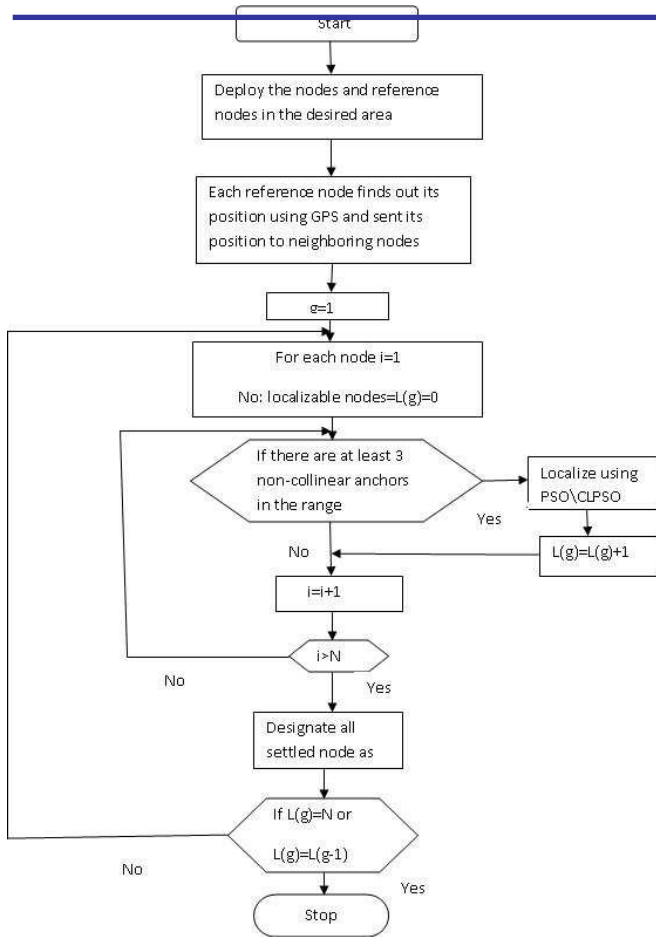 Start
Deploy the nodes and reference
nodes in the desired area
Each reference node finds out its
position using GPS and sent its
position to neighboring nodes
g=1
For each node i=1
No: localizable nodes=L(g)=0
If there are at least 3
non-collinear anchors
in the range
Yes
Localize using
PSO\CLPSO
L(g)=L(g)+1
No
i=i+1
i>N
No
Yes
Designate all
settled node as
If L(g)=N or
L(g)=L(g-1)
No
Yes
Stop